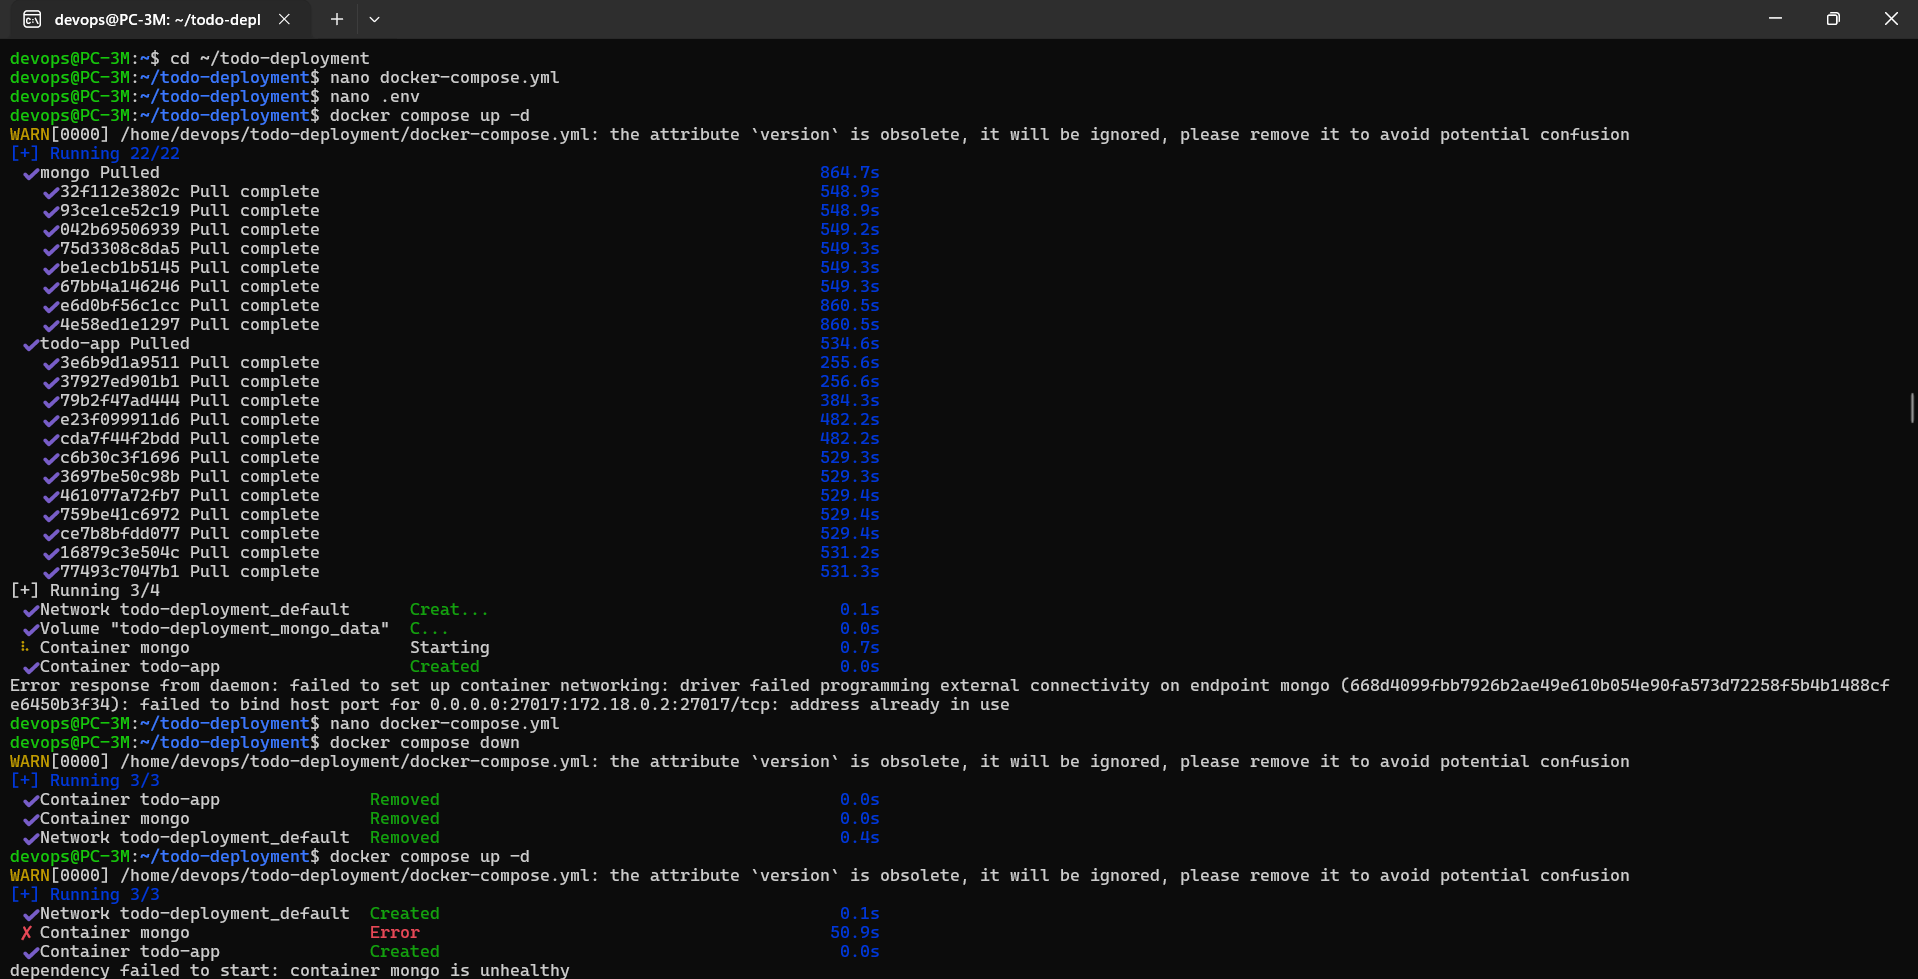 devops@PC-3M: ~/todo-depl
devops@PC-3M:~$ cd ~/todo-deployment
devops@PC-3M:~/todo-deployment$ nano docker-compose.yml
devops@PC-3M:~/todo-deployment$ nano .env
devops@PC-3M:~/todo-deployment$ docker compose up -d
WARN[0000] /home/devops/todo-deployment/docker-compose.yml: the attribute `version` is obsolete, it will be ignored, please remove it to avoid potential confusion
[+] Running 22/22
✔mongo Pulled 864.7s
✔32f112e3802c Pull complete 548.9s
✔93ce1ce52c19 Pull complete 548.9s
✔042b69506939 Pull complete 549.2s
✔75d3308c8da5 Pull complete 549.3s
✔be1ecb1b5145 Pull complete 549.3s
✔67bb4a146246 Pull complete 549.3s
✔e6d0bf56c1cc Pull complete 860.5s
✔4e58ed1e1297 Pull complete 860.5s
✔todo-app Pulled 534.6s
✔3e6b9d1a9511 Pull complete 255.6s
✔37927ed901b1 Pull complete 256.6s
✔79b2f47ad444 Pull complete 384.3s
✔e23f099911d6 Pull complete 482.2s
✔cda7f44f2bdd Pull complete 482.2s
✔c6b30c3f1696 Pull complete 529.3s
✔3697be50c98b Pull complete 529.3s
✔461077a72fb7 Pull complete 529.4s
✔759be41c6972 Pull complete 529.4s
✔ce7b8bfdd077 Pull complete 529.4s
✔16879c3e504c Pull complete 531.2s
✔77493c7047b1 Pull complete 531.3s
[+] Running 3/4
✔Network todo-deployment_default Creat... 0.1s
✔Volume "todo-deployment_mongo_data" C... 0.0s
⠧ Container mongo Starting 0.7s
✔Container todo-app Created 0.0s
Error response from daemon: failed to set up container networking: driver failed programming external connectivity on endpoint mongo (668d4099fbb7926b2ae49e610b054e90fa573d72258f5b4b1488cf
e6450b3f34): failed to bind host port for 0.0.0.0:27017:172.18.0.2:27017/tcp: address already in use
devops@PC-3M:~/todo-deployment$ nano docker-compose.yml
devops@PC-3M:~/todo-deployment$ docker compose down
WARN[0000] /home/devops/todo-deployment/docker-compose.yml: the attribute `version` is obsolete, it will be ignored, please remove it to avoid potential confusion
[+] Running 3/3
✔Container todo-app Removed 0.0s
✔Container mongo Removed 0.0s
✔Network todo-deployment_default Removed 0.4s
devops@PC-3M:~/todo-deployment$ docker compose up -d
WARN[0000] /home/devops/todo-deployment/docker-compose.yml: the attribute `version` is obsolete, it will be ignored, please remove it to avoid potential confusion
[+] Running 3/3
✔Network todo-deployment_default Created 0.1s
✘ Container mongo Error 50.9s
✔Container todo-app Created 0.0s
dependency failed to start: container mongo is unhealthy